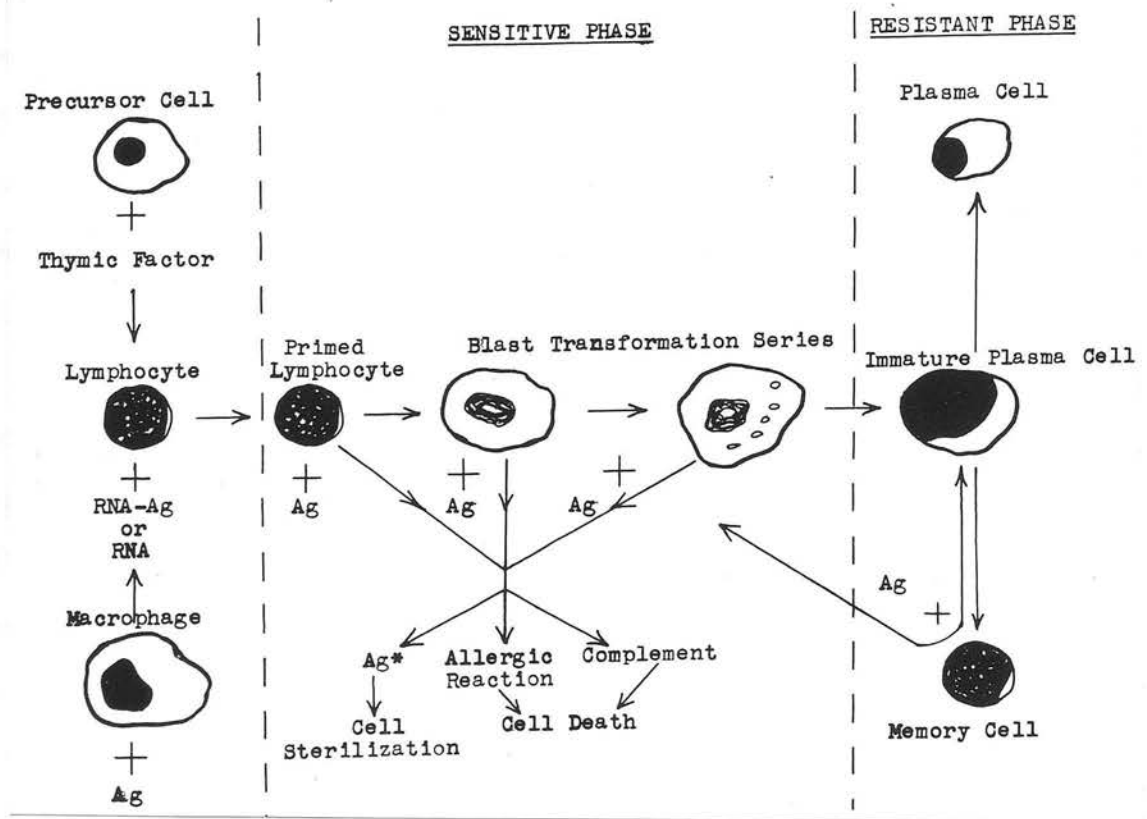 SENSITIVE PHASE
RESISTANT PHASE
Precursor Cell
+
Thymic Factor
Lymphocyte
+
RNA-Ag
or
RNA
Macrophage
+
Ag
Primed
Lymphocyte
+
Ag
Blast Transformation Series
+
Ag
+
Ag
Ag*
Cell
Sterilization
Allergic
Reaction
Complement
Cell Death
Plasma Cell
Immature Plasma Cell
Ag
+
Memory Cell